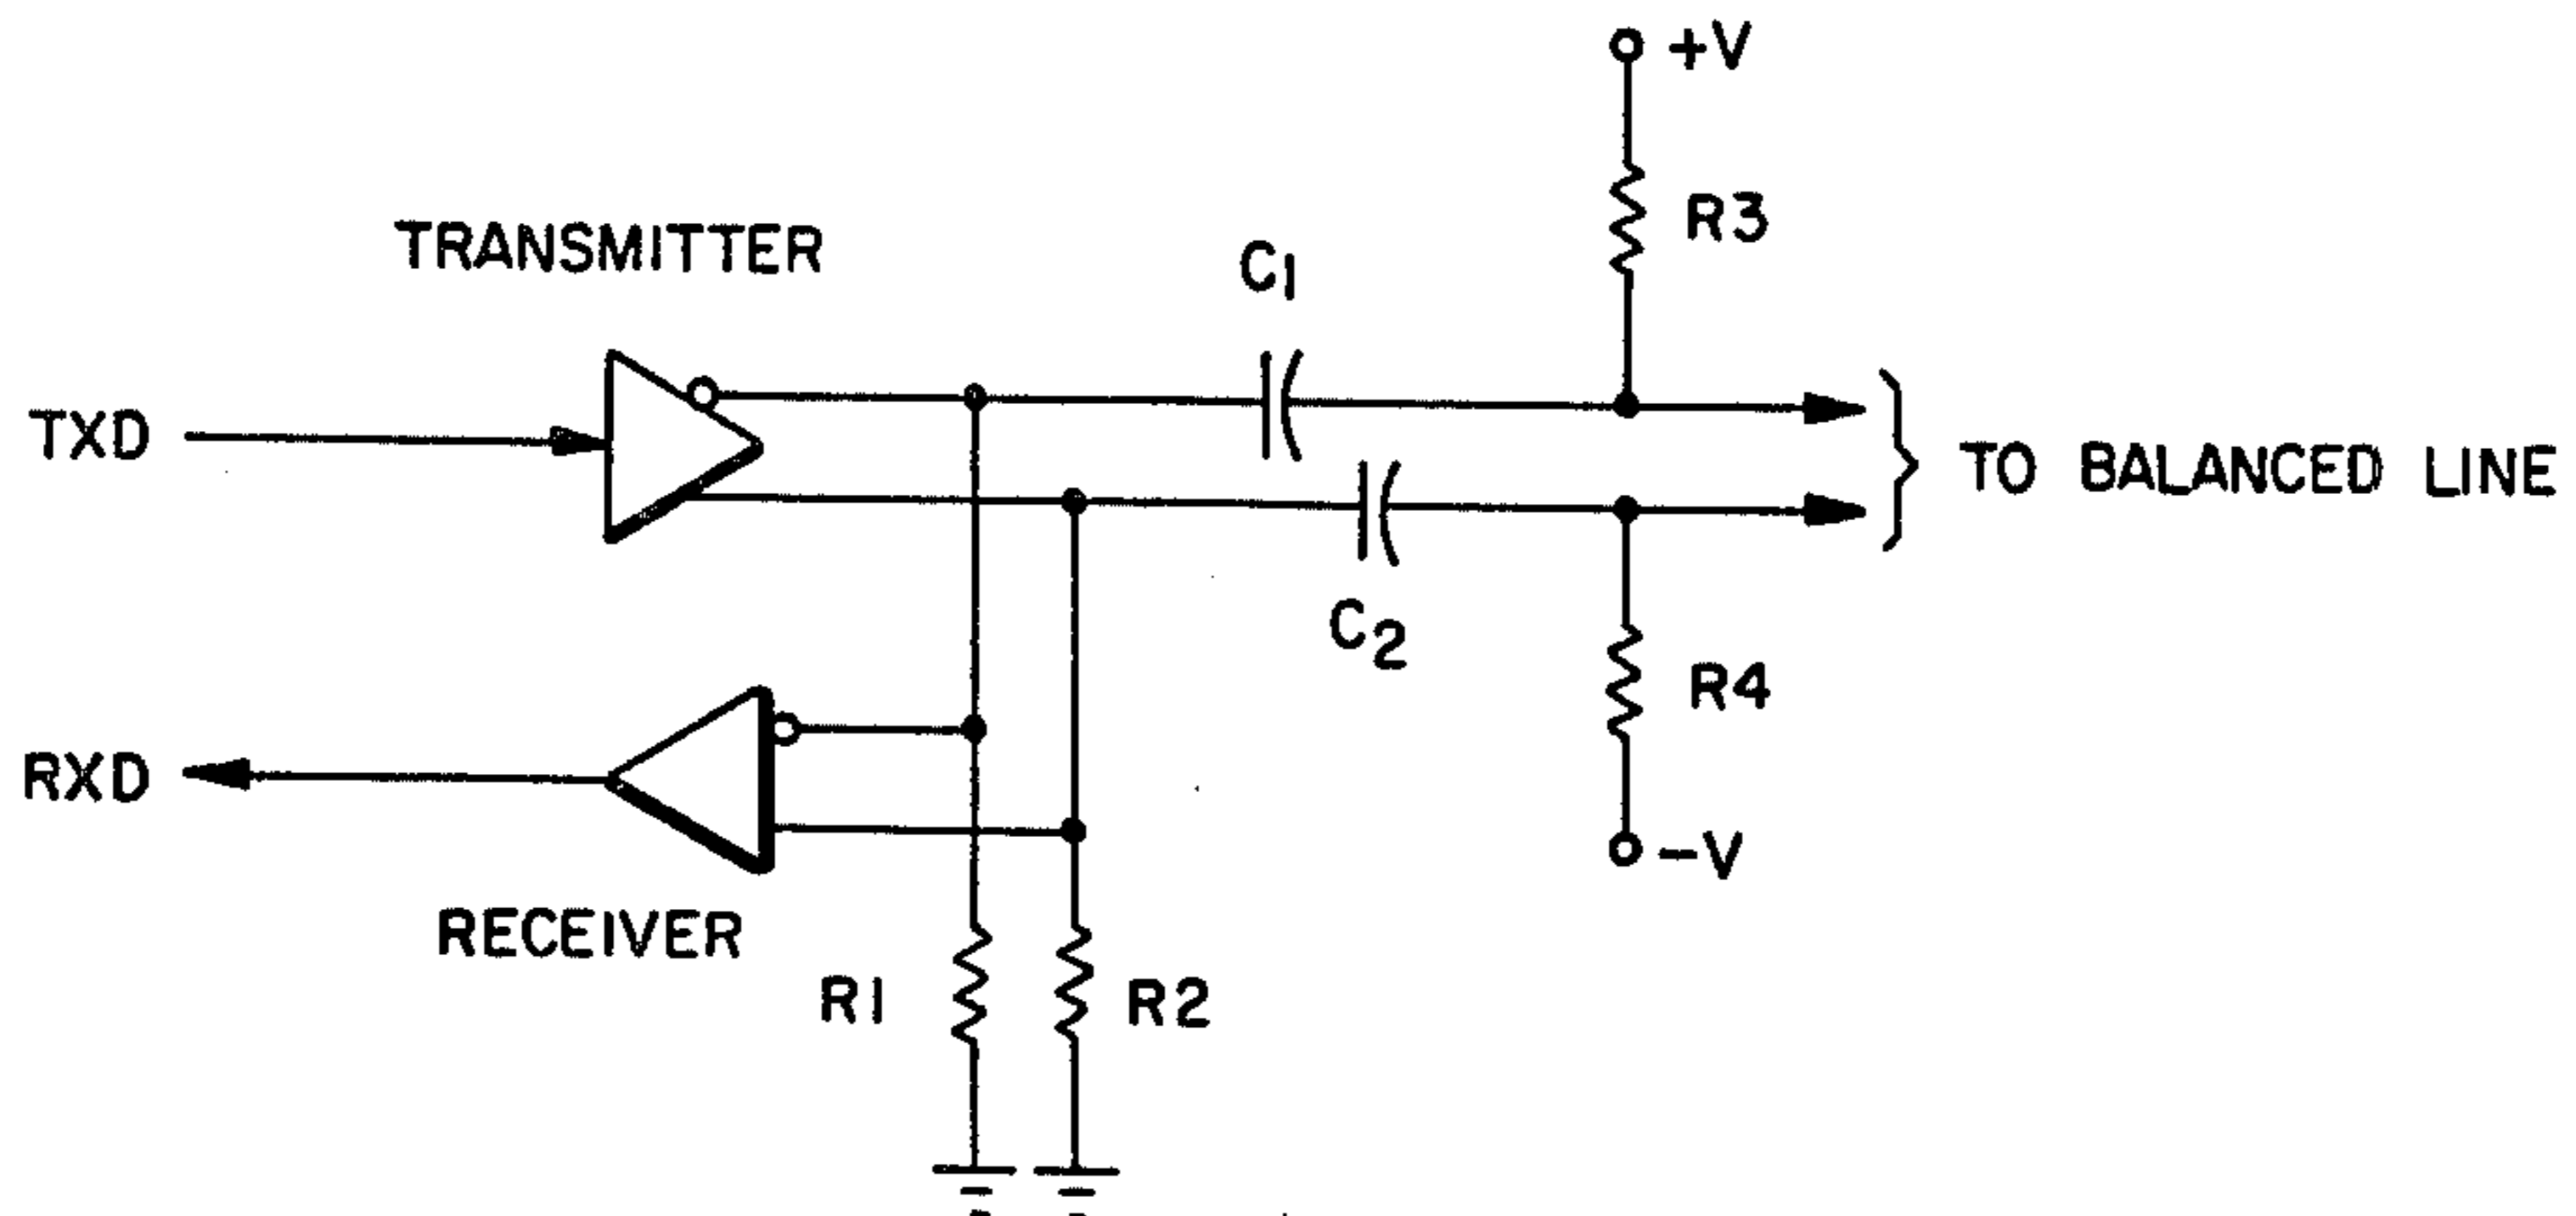 +V
R3
TRANSMITTER
C1
TXD
TO BALANCED LINE
C2
R4
RXD
-V
RECEIVER
R1
R2